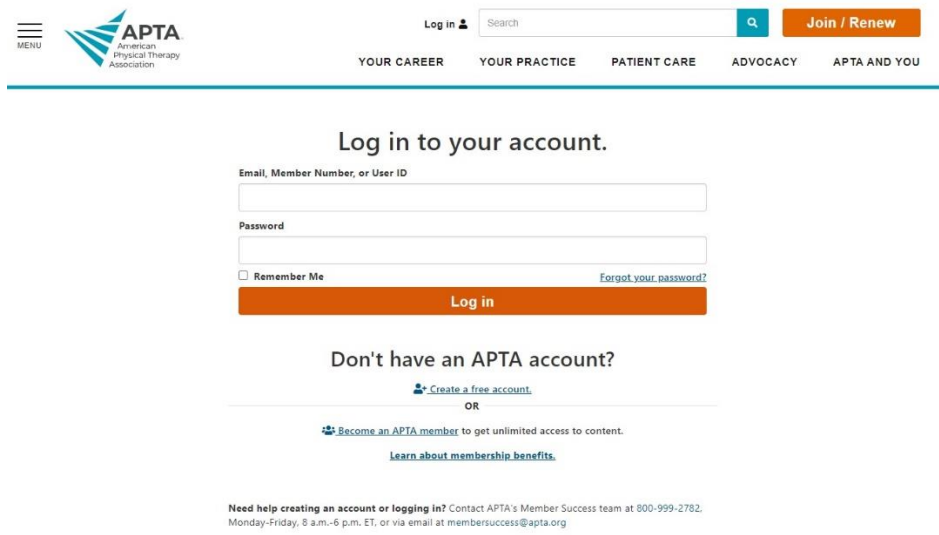 MENU
APTA
American
Physical Therapy
Association
Log in
Search
Join / Renew
YOUR CAREER YOUR PRACTICE PATIENT CARE ADVOCACY APTA AND YOU
Log in to your account.
Email, Member Number, or User ID
Password
Remember Me Forgot your password?
Log in
Don't have an APTA account?
Create a free account.
OR
Become an APTA member to get unlimited access to content.
Learn about membership benefits.
Need help creating an account or logging in? Contact APTA's Member Success team at 800-999-2782,
Monday-Friday, 8 a.m.-6 p.m. ET, or via email at membersuccess@apta.org